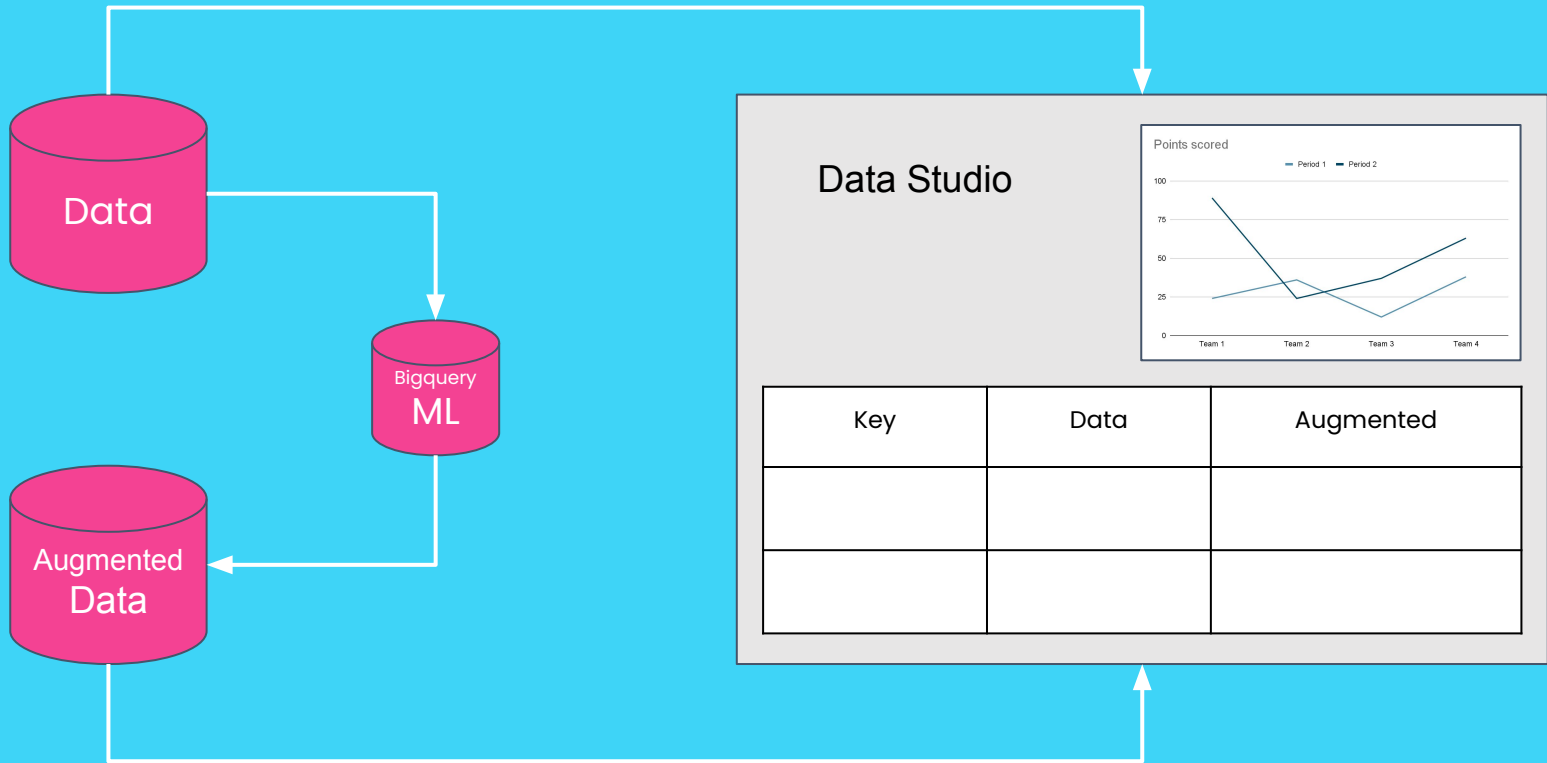 Data
Bigquery
ML
Augmented
Data
Data Studio
Points scored
Period 1 Period 2
100
75
50
25
0
Team 1 Team 2 Team 3 Team 4
Key Data Augmented